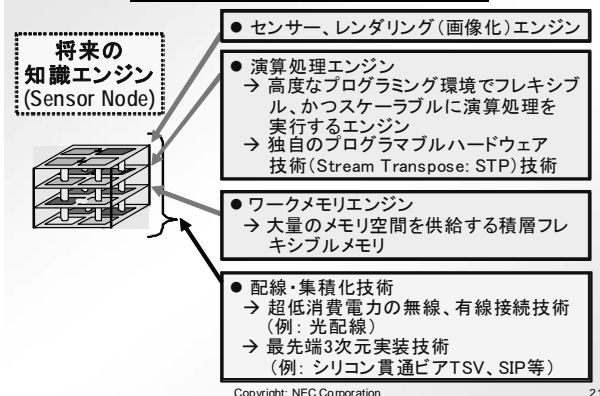 将来の
知識エンジン
(Sensor Node)
● センサー、レンダリング(画像化)エンジン
● 演算処理エンジン
→ 高度なプログラミング環境でフレキシブ
ル、かつスケーラブルに演算処理を
実行するエンジン
→ 独自のプログラマブルハードウェア
技術(Stream Transpose: STP)技術
● ワークメモリエンジン
→ 大量のメモリ空間を供給する積層フレ
キシブルメモリ
● 配線・集積化技術
→ 超低消費電力の無線、有線接続技術
(例: 光配線)
→ 最先端3次元実装技術
(例: シリコン貫通ビアTSV、SIP等)
Copyright: NEC Corporation
21